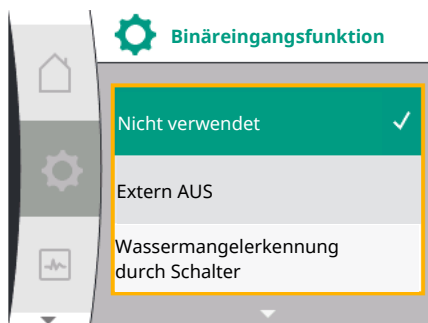 Binäreingangsfunktion
Nicht verwendet
Extern AUS
Wassermangelerkennung
durch Schalter